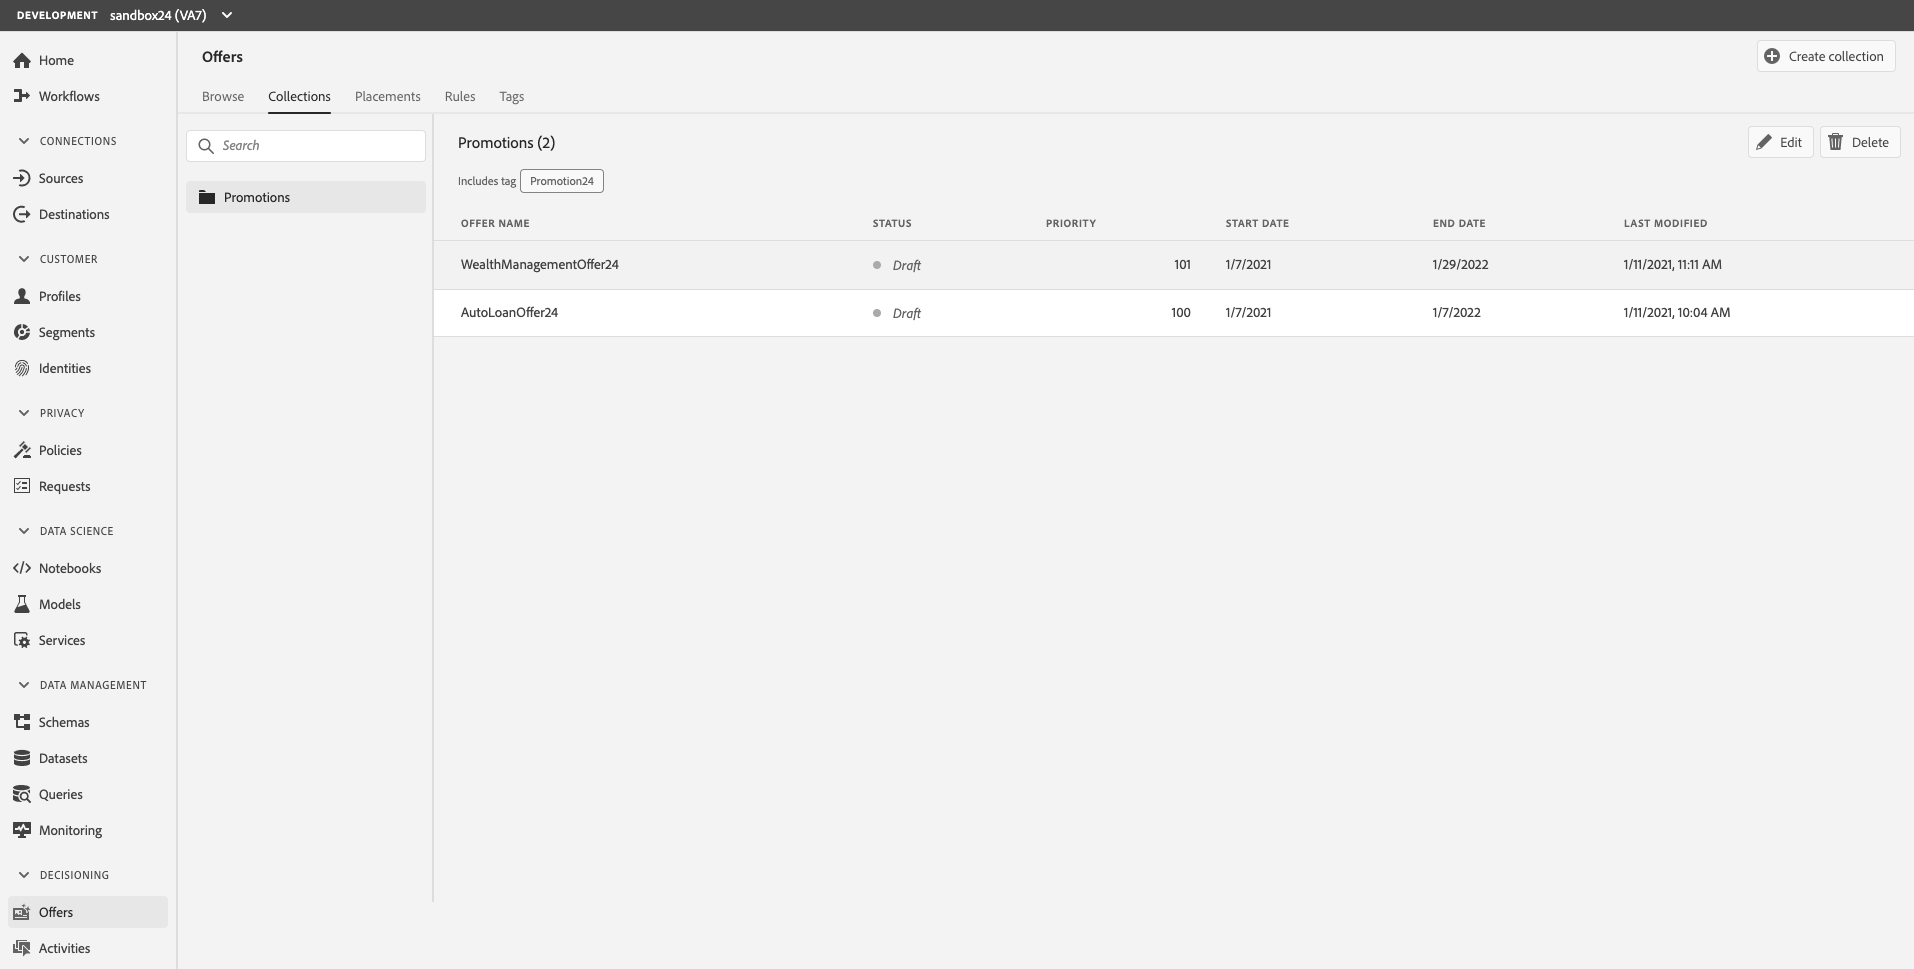 DEVELOPMENT sandbox24 (VA7)
Home
Workflows
CONNECTIONS
Sources
Destinations
CUSTOMER
Profiles
Segments
Identities
PRIVACY
Policies
Requests
DATA SCIENCE
Notebooks
Models
Services
DATA MANAGEMENT
Schemas
Datasets
Queries
Monitoring
DECISIONING
Offers
Activities
Offers
Create collection
Browse Collections Placements Rules Tags
Search
Promotions
Promotions (2)
Edit Delete
Includes tag Promotion24
OFFER NAME STATUS PRIORITY START DATE END DATE LAST MODIFIED
WealthManagementOffer24 Draft 101 1/7/2021 1/29/2022 1/11/2021, 11:11 AM
AutoLoanOffer24 Draft 100 1/7/2021 1/7/2022 1/11/2021, 10:04 AM